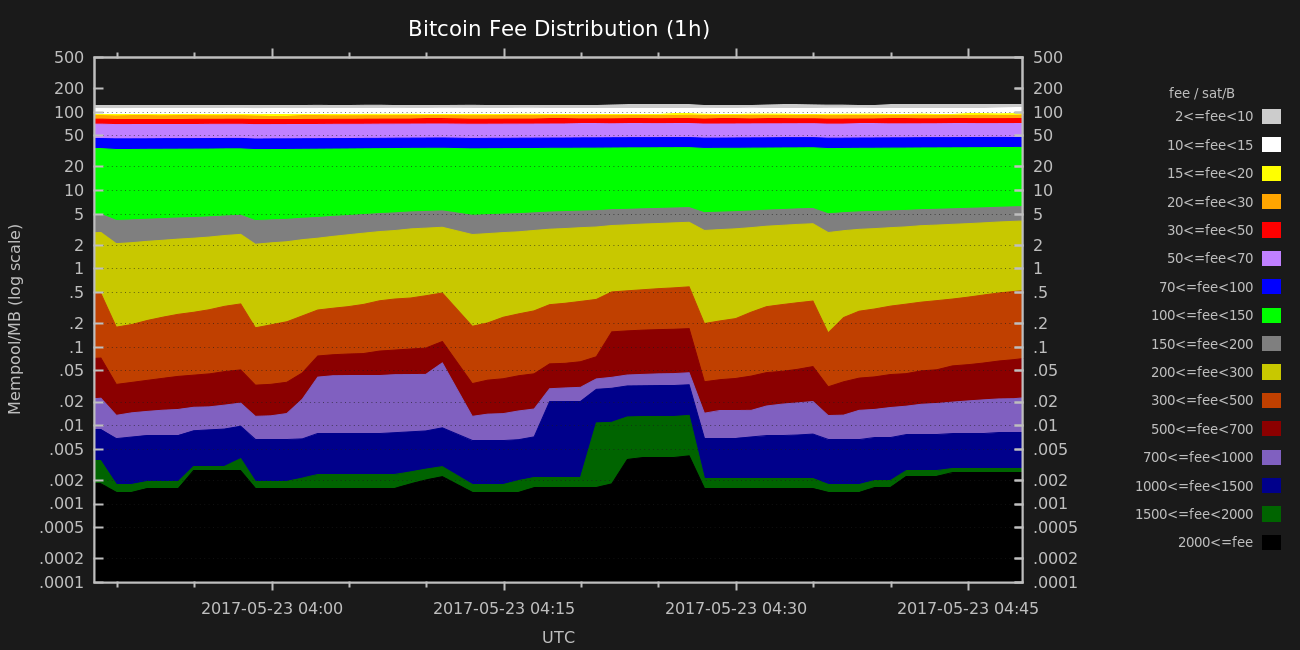 Bitcoin Fee Distribution (1h)
500 500
200 200
100 100
50 50
20 20
10 10
5 5
2 2
1 1
.5 .5
.2 .2
.1 .1
.05 .05
.02 .02
.01 .01
.005 .005
.002 .002
.001 .001
.0005 .0005
.0002 .0002
.0001 .0001
Mempool/MB (log scale)
2017-05-23 04:00 2017-05-23 04:15 2017-05-23 04:30 2017-05-23 04:45
UTC
fee / sat/B
2<=fee<10
10<=fee<15
15<=fee<20
20<=fee<30
30<=fee<50
50<=fee<70
70<=fee<100
100<=fee<150
150<=fee<200
200<=fee<300
300<=fee<500
500<=fee<700
700<=fee<1000
1000<=fee<1500
1500<=fee<2000
2000<=fee